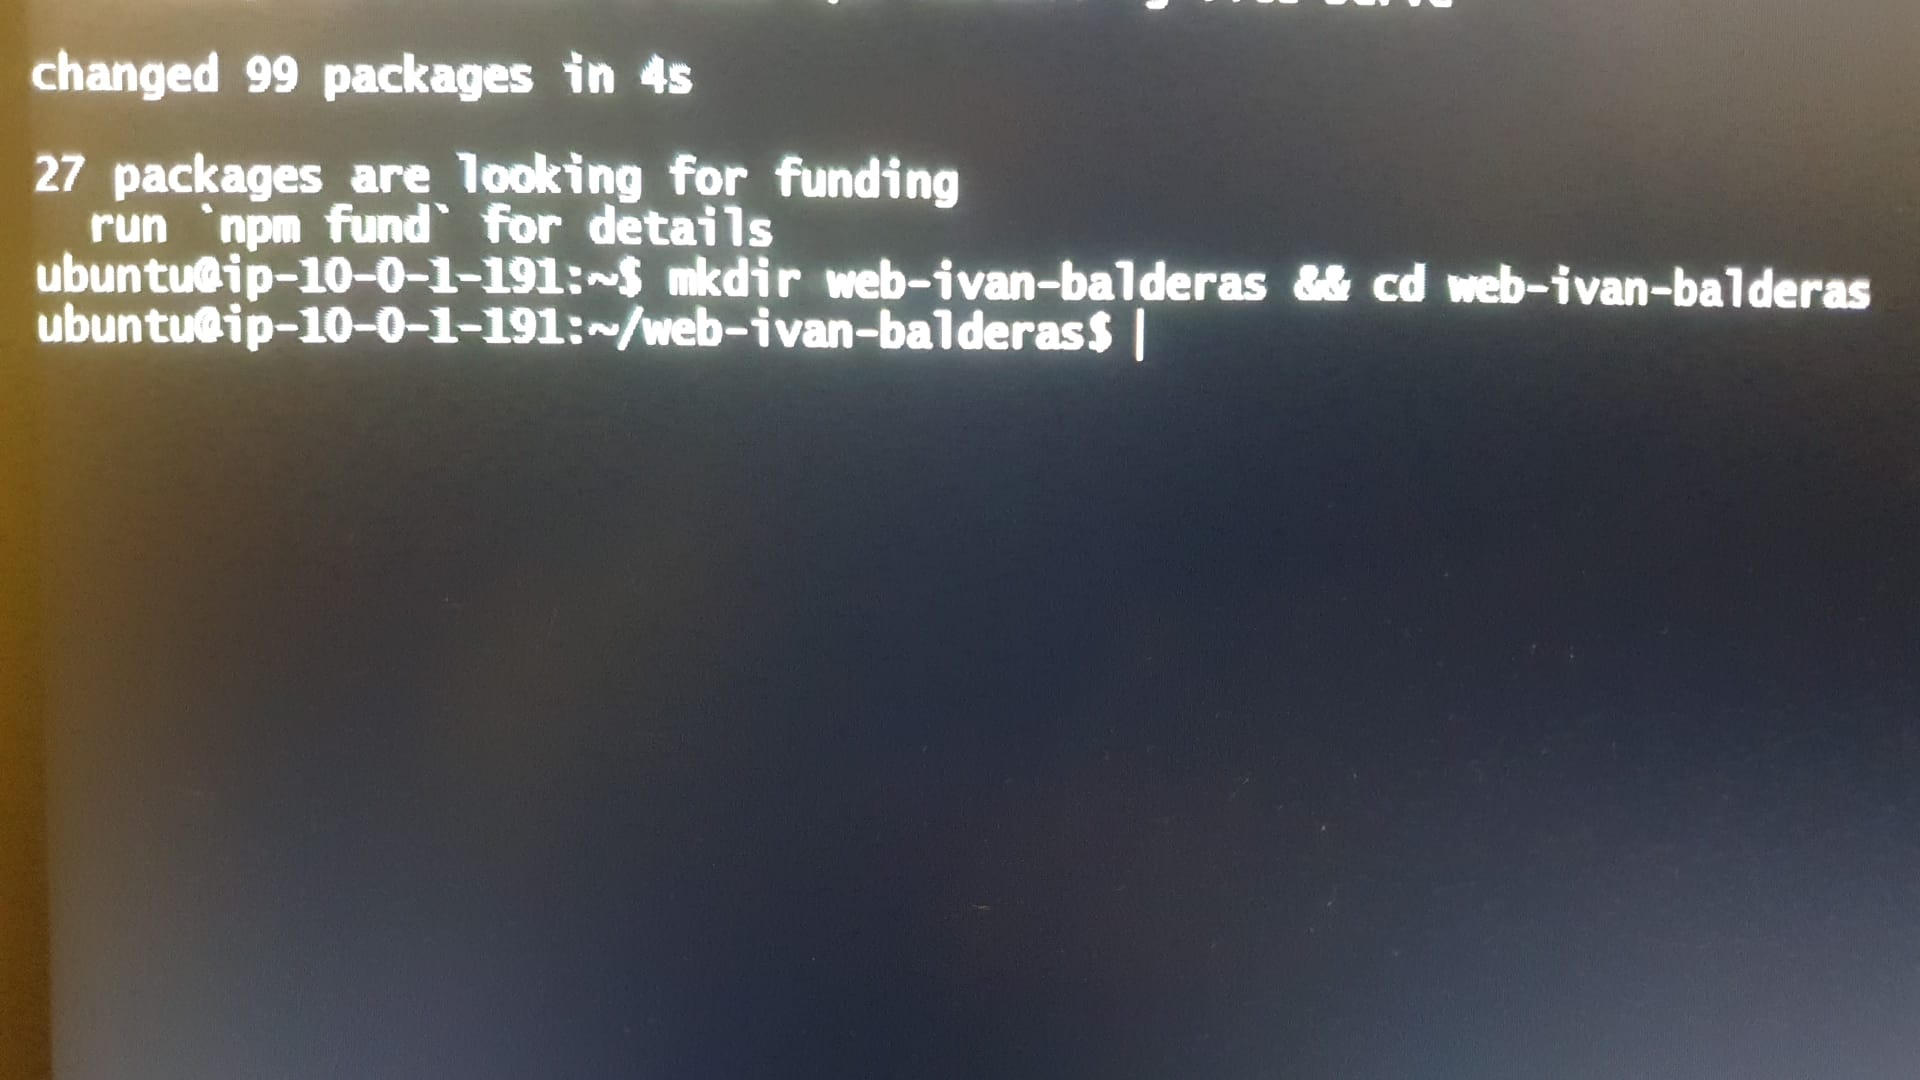 changed 99 packages in 4s
27 packages are looking for funding
run `npm fund` for details
ubuntu@ip-10-0-1-191:~$ mkdir web-ivan-balderas && cd web-ivan-balderas
ubuntu@ip-10-0-1-191:~/web-ivan-balderas$